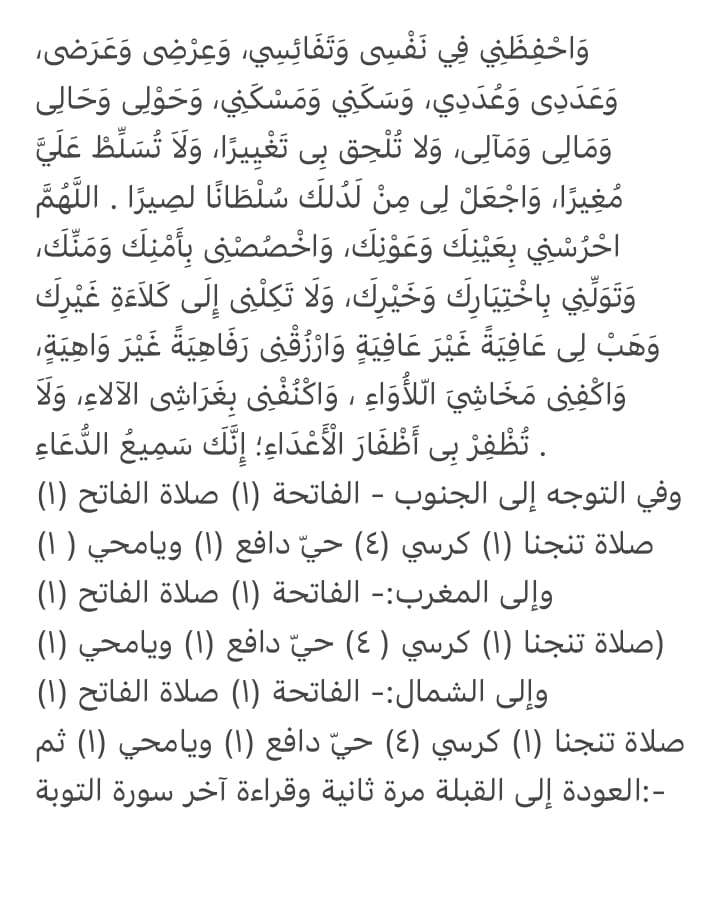 وَاحْفِظَنِي فِي نَفْسِى وَتَفَائِسِي، وَعِرْضِى وَعَرَضى،
وَعَدَدِى وَعُدَدِي، وَسَكَنِي وَمَسْكَنِي، وَحَوْلِى وَحَالِى
وَمَالِى وَمَآلِى، وَلا تُلْحِق بِى تَغْيِيرًا، وَلَا تُسَلِّطْ عَلَيَّ
مُغِيرًا، وَاجْعَلْ لِى مِنْ لَدُلكَ سُلْطَانًا لصِيرًا . اللَّهُمَّ
احْرُسْنِي بِعَيْنِكَ وَعَوْنِكَ، وَاخْصُصْنِى بِأَمْنِكَ وَمَنِّكَ،
وَتَوَلِّنِي بِاخْتِيَارِكَ وَخَيْرِكَ، وَلَا تَكِلْنِى إِلَى كَلاَءَةِ غَيْرِكَ
وَهَبْ لِى عَافِيَةً غَيْرَ عَافِيَةٍ وَارْزُقْنِى رَفَاهِيَةً غَيْرَ وَاهِيَةٍ،
وَاكْفِنِى مَخَاشِيَ الّلأُوَاءِ ، وَاكْنُفْنِى بِغَرَاشِى الآلاءِ، وَلَا
تُظْفِرْ بِى أَظْفَارَ الْأَعْدَاءِ؛ إِنَّكَ سَمِيعُ الدُّعَاءِ .
وفي التوجه إلى الجنوب - الفاتحة (١) صلاة الفاتح (١)
صلاة تنجنا (١) كرسي (٤) حيّ دافع (١) ويامحي ( ١)
وإلى المغرب:- الفاتحة (١) صلاة الفاتح (١)
(صلاة تنجنا (١) كرسي ( ٤) حيّ دافع (١) ويامحي (١)
وإلى الشمال:- الفاتحة (١) صلاة الفاتح (١)
صلاة تنجنا (١) كرسي (٤) حيّ دافع (١) ويامحي (١) ثم
-:العودة إلى القبلة مرة ثانية وقراءة آخر سورة التوبة